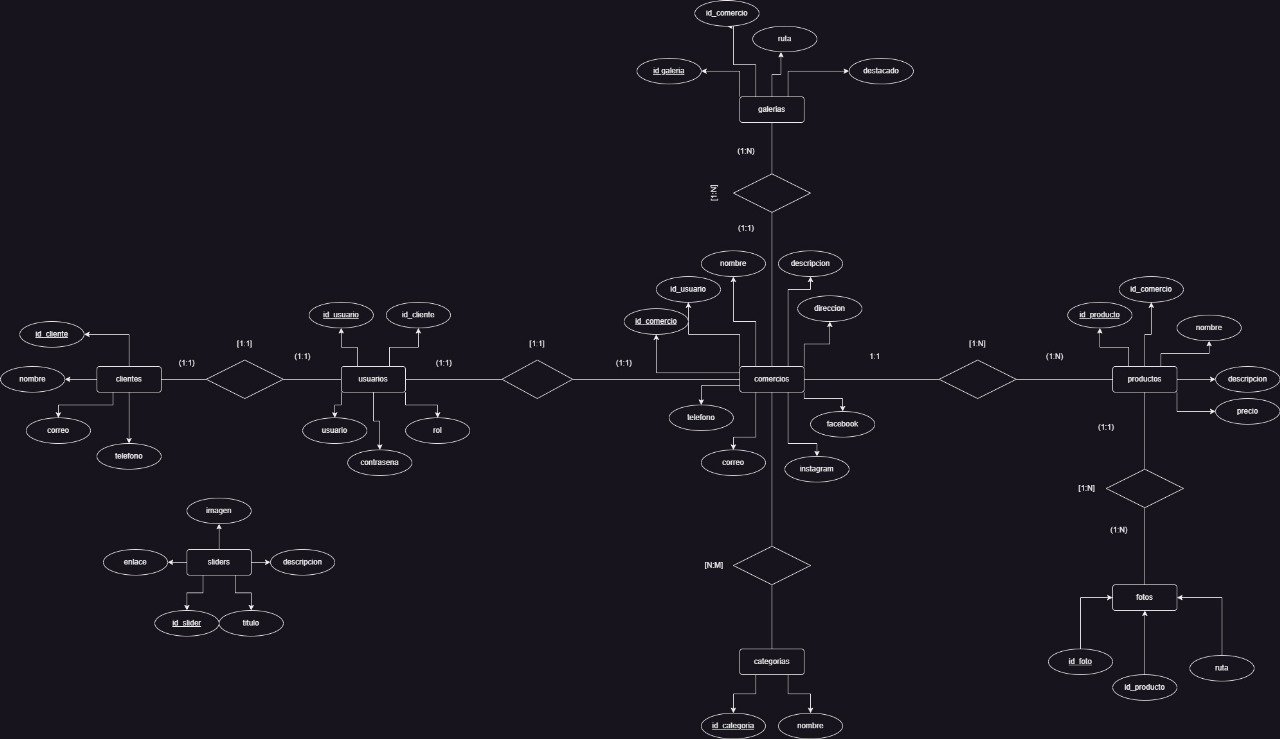 id_comercio
ruta
id galeria
destacado
galerias
(1:N)
[1:N]
(1:1)
nombre
descripcion
id_usuario
id_comercio
direccion
id_comercio
id_producto
nombre
id_usuario
id_cliente
id_cliente
(1:1)
[1:1]
(1:1)
(1:1)
[1:1]
(1:1)
1:1
[1:N]
(1:N)
nombre
clientes
usuarios
comercios
productos
descripcion
precio
correo
telefono
usuario
contrasena
rol
telefono
correo
facebook
instagram
(1:1)
[1:N]
(1:N)
imagen
enlace
sliders
descripcion
id_slider
titulo
[N:M]
categorias
id_categoria
nombre
fotos
id_foto
id_producto
ruta